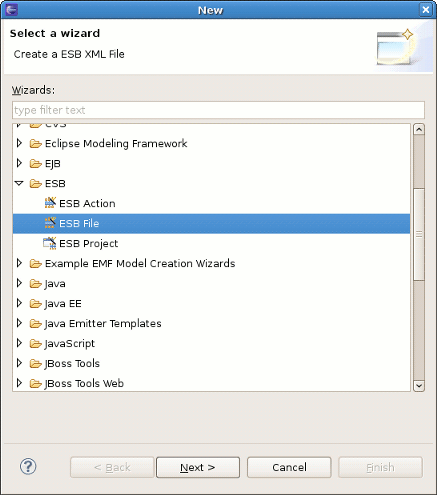 New
Select a wizard
Create a ESB XML File
Wizards:
type filter text
CVS
Eclipse Modeling Framework
EJB
ESB
ESB Action
ESB File
ESB Project
Example EMF Model Creation Wizards
Java
Java EE
Java Emitter Templates
JavaScript
JBoss Tools
JBoss Tools Web
? < Back Next > Cancel Finish